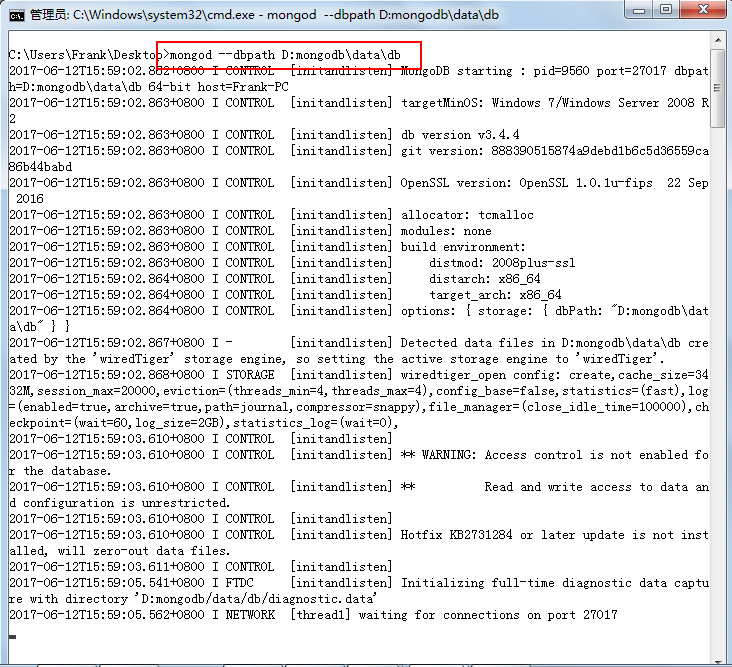 管理员: C:\Windows\system32\cmd.exe - mongod  --dbpath D:mongodb\data\db
C:\Users\Frank\Desktop>mongod --dbpath D:mongodb\data\db
2017-06-12T15:59:02.862+0800 I CONTROL  [initandlisten] MongoDB starting : pid=9560 port=27017 dbpat
h=D:mongodb\data\db 64-bit host=Frank-PC
2017-06-12T15:59:02.863+0800 I CONTROL  [initandlisten] targetMinOS: Windows 7/Windows Server 2008 R
2
2017-06-12T15:59:02.863+0800 I CONTROL  [initandlisten] db version v3.4.4
2017-06-12T15:59:02.863+0800 I CONTROL  [initandlisten] git version: 888390515874a9debd1b6c5d36559ca
86b44babd
2017-06-12T15:59:02.863+0800 I CONTROL  [initandlisten] OpenSSL version: OpenSSL 1.0.1u-fips  22 Sep
 2016
2017-06-12T15:59:02.863+0800 I CONTROL  [initandlisten] allocator: tcmalloc
2017-06-12T15:59:02.863+0800 I CONTROL  [initandlisten] modules: none
2017-06-12T15:59:02.863+0800 I CONTROL  [initandlisten] build environment:
2017-06-12T15:59:02.863+0800 I CONTROL  [initandlisten]     distmod: 2008plus-ssl
2017-06-12T15:59:02.864+0800 I CONTROL  [initandlisten]     distarch: x86_64
2017-06-12T15:59:02.864+0800 I CONTROL  [initandlisten]     target_arch: x86_64
2017-06-12T15:59:02.864+0800 I CONTROL  [initandlisten] options: { storage: { dbPath: "D:mongodb\dat
a\db" } }
2017-06-12T15:59:02.867+0800 I -        [initandlisten] Detected data files in D:mongodb\data\db cre
ated by the 'wiredTiger' storage engine, so setting the active storage engine to 'wiredTiger'.
2017-06-12T15:59:02.868+0800 I STORAGE  [initandlisten] wiredtiger_open config: create,cache_size=34
32M,session_max=20000,eviction=(threads_min=4,threads_max=4),config_base=false,statistics=(fast),log
=(enabled=true,archive=true,path=journal,compressor=snappy),file_manager=(close_idle_time=100000),ch
eckpoint=(wait=60,log_size=2GB),statistics_log=(wait=0),
2017-06-12T15:59:03.610+0800 I CONTROL  [initandlisten]
2017-06-12T15:59:03.610+0800 I CONTROL  [initandlisten] ** WARNING: Access control is not enabled fo
r the database.
2017-06-12T15:59:03.610+0800 I CONTROL  [initandlisten] **          Read and write access to data an
d configuration is unrestricted.
2017-06-12T15:59:03.610+0800 I CONTROL  [initandlisten]
2017-06-12T15:59:03.610+0800 I CONTROL  [initandlisten] Hotfix KB2731284 or later update is not inst
alled, will zero-out data files.
2017-06-12T15:59:03.611+0800 I CONTROL  [initandlisten]
2017-06-12T15:59:05.541+0800 I FTDC     [initandlisten] Initializing full-time diagnostic data captu
re with directory 'D:mongodb/data/db/diagnostic.data'
2017-06-12T15:59:05.562+0800 I NETWORK  [thread1] waiting for connections on port 27017